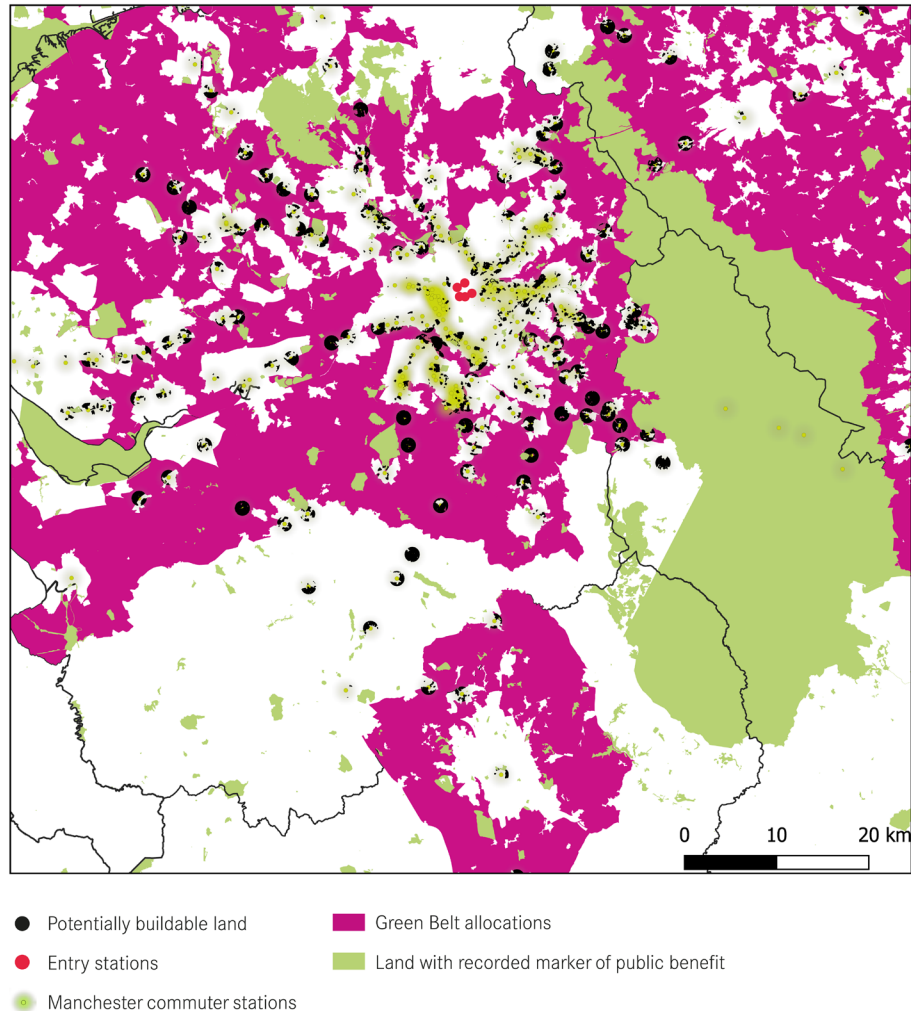 0 10 20 km
Potentially buildable land
Green Belt allocations
Entry stations
Land with recorded marker of public benefit
Manchester commuter stations